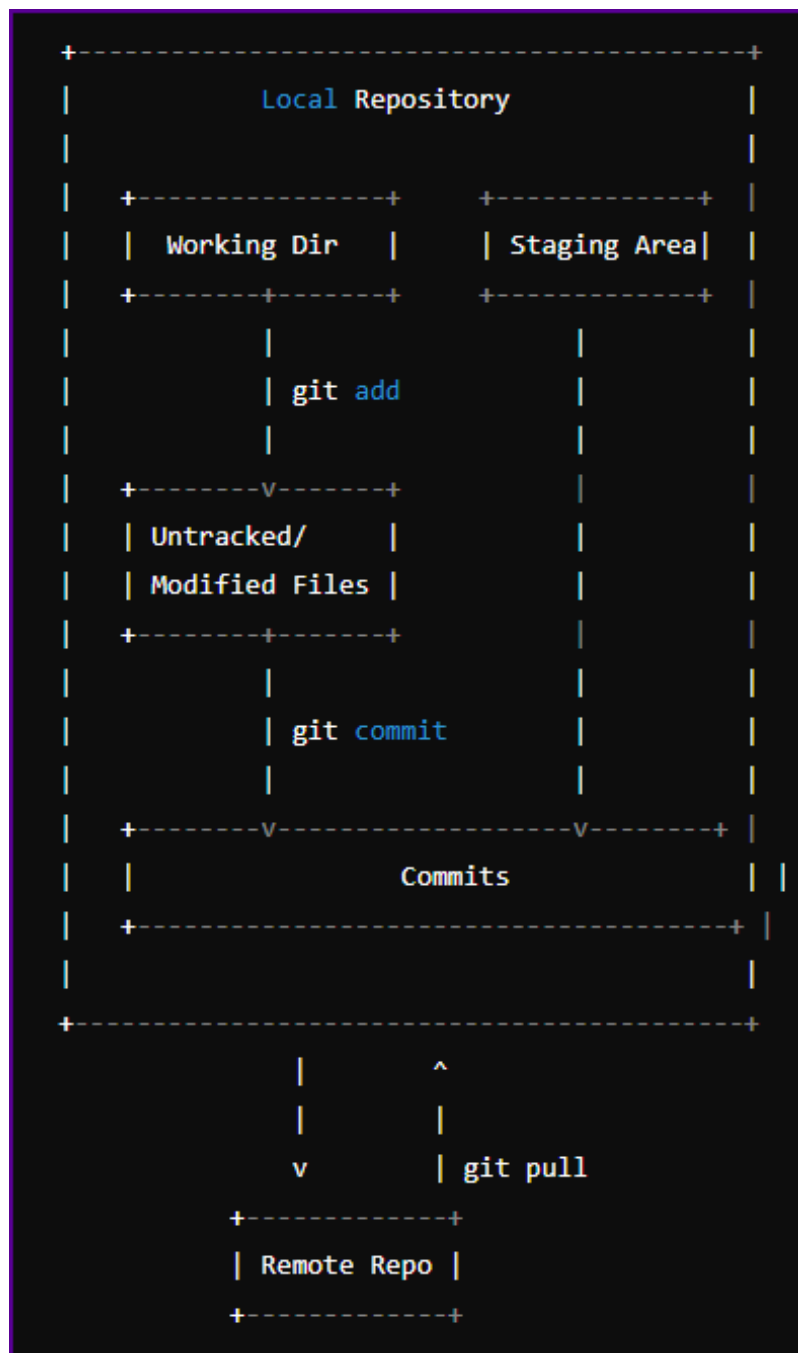 Local Repository
Working Dir Staging Area
git add
Untracked/
Modified Files
git commit
Commits
git pull
Remote Repo